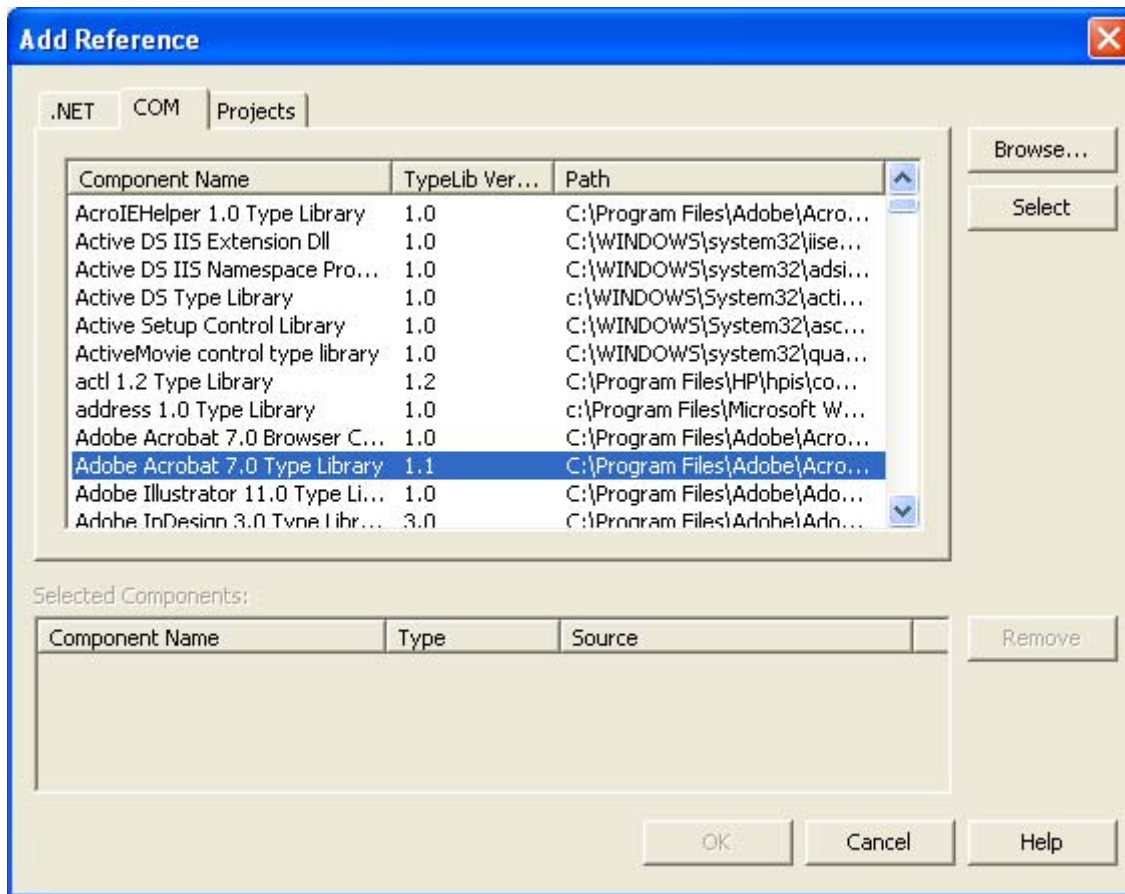 Add Reference
.NET COM Projects
Browse...
Select
Component Name TypeLib Ver... Path
AcroIEHelper 1.0 Type Library 1.0 C:\Program Files\Adobe\Acro...
Active DS IIS Extension Dll 1.0 C:\WINDOWS\system32\iise...
Active DS IIS Namespace Pro... 1.0 C:\WINDOWS\system32\adsi...
Active DS Type Library 1.0 c:\WINDOWS\System32\acti...
Active Setup Control Library 1.0 C:\WINDOWS\System32\asc...
ActiveMovie control type library 1.0 C:\WINDOWS\system32\qua...
actl 1.2 Type Library 1.2 C:\Program Files\HP\hpis\co...
address 1.0 Type Library 1.0 c:\Program Files\Microsoft W...
Adobe Acrobat 7.0 Browser C... 1.0 C:\Program Files\Adobe\Acro...
Adobe Acrobat 7.0 Type Library 1.1 C:\Program Files\Adobe\Acro...
Adobe Illustrator 11.0 Type Li... 1.0 C:\Program Files\Adobe\Ado...
Adobe InDesign 3.0 Type Libr... 3.0 C:\Program Files\Adobe\Ado...
Selected Components:
Component Name Type Source
Remove
OK Cancel Help